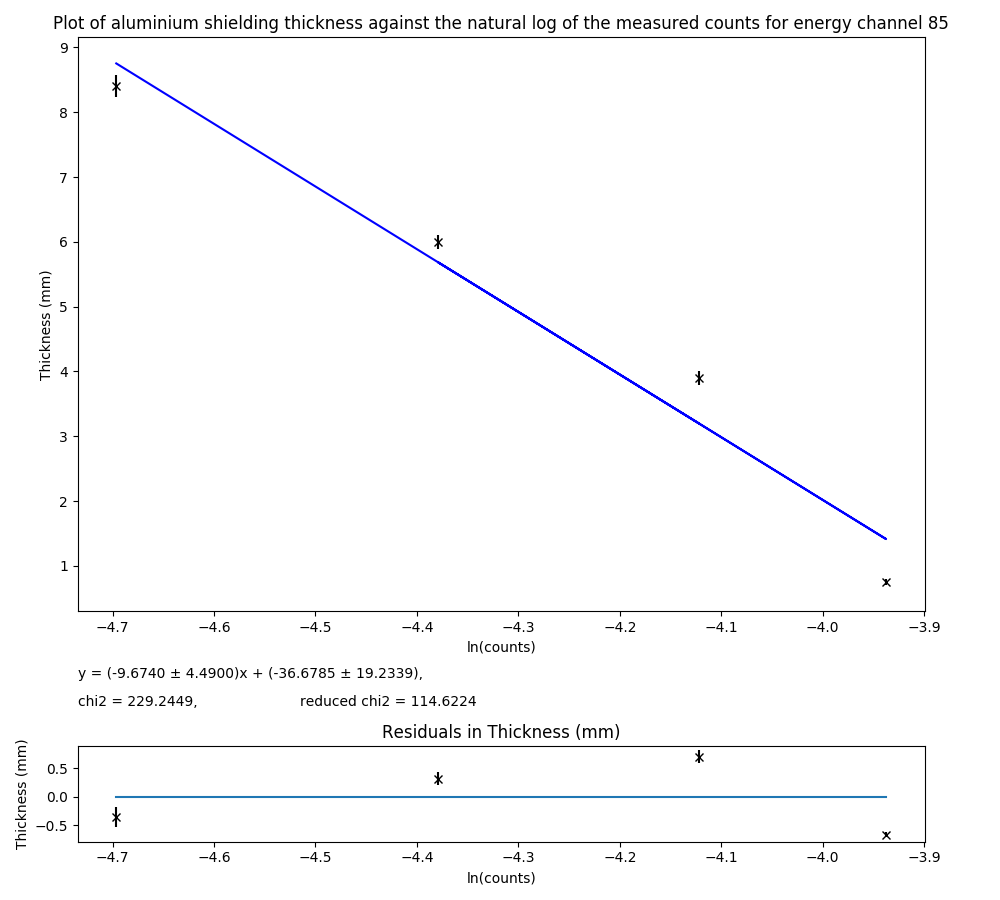 Plot of aluminium shielding thickness against the natural log of the measured counts for energy channel 85
9
8
7
6
5
4
3
2
1
Thickness (mm)
−4.7 −4.6 −4.5 −4.4 −4.3 −4.2 −4.1 −4.0 −3.9
ln(counts)
y = (-9.6740 ± 4.4900)x + (-36.6785 ± 19.2339),
chi2 = 229.2449, reduced chi2 = 114.6224
Residuals in Thickness (mm)
0.5
0.0
−0.5
Thickness (mm)
−4.7 −4.6 −4.5 −4.4 −4.3 −4.2 −4.1 −4.0 −3.9
ln(counts)